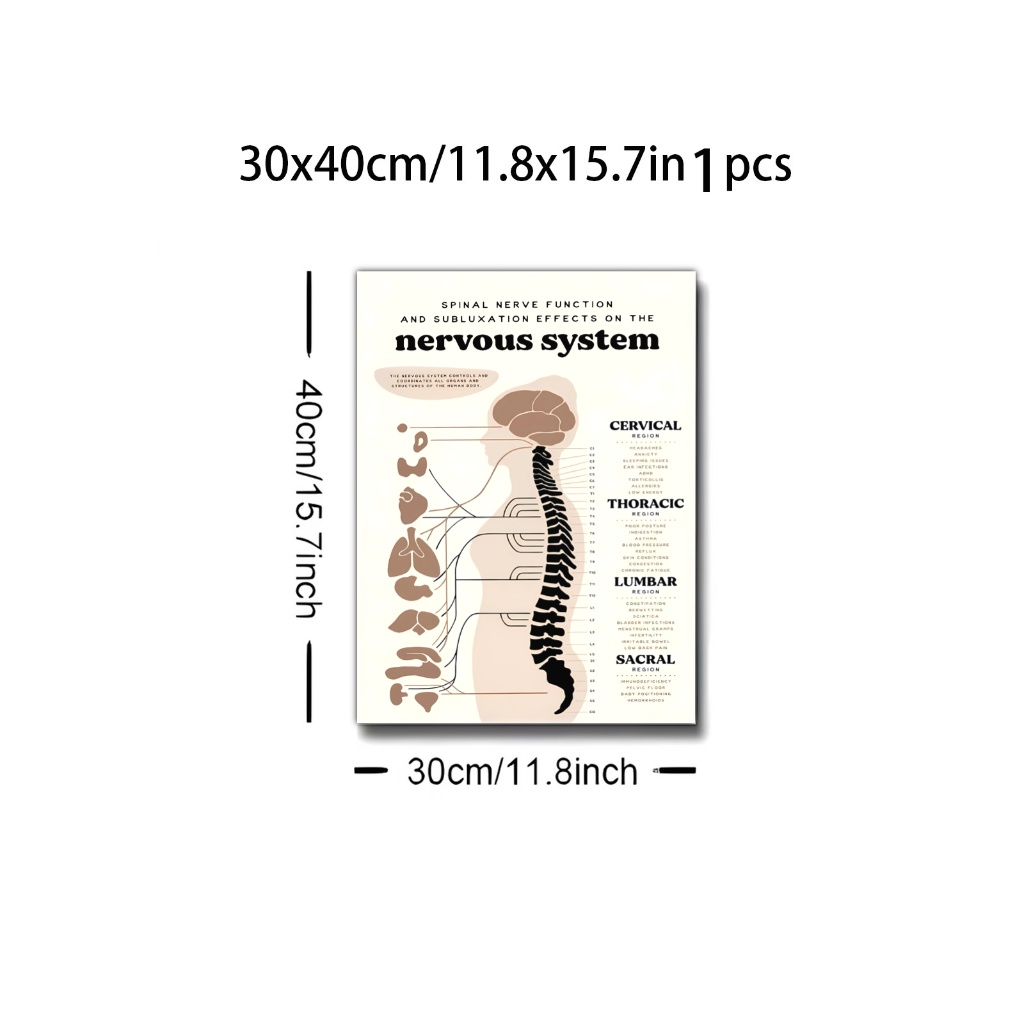 30x40cm/11.8x15.7in 1 pcs
40cm/15.7inch
SPINAL NERVE FUNCTION
AND SUBLUXATION EFFECTS ON THE
nervous system
THE NERVOUS SYSTEM CONTROLS AND
COORDINATES ALL ORGANS AND
STRUCTURES OF THE HUMAN BODY
CERVICAL
REGION
HEADACHES
ANXIETY
SLEEPING ISSUES
EAR INFECTIONS
ADHD
TORTICOLLIS
ALLERGIES
LOW ENERGY
THORACIC
REGION
POOR POSTURE
INDIGESTION
ASTHMA
BLOOD PRESSURE
REFLUX
SKIN CONDITIONS
CONGESTION
CHRONIC FATIGUE
LUMBAR
REGION
CONSTIPATION
BEDWETTING
SCIATICA
BLADDER INFECTIONS
MENSTRUAL CRAMPS
INFERTILITY
IRRITABLE BOWEL
LOW BACK PAIN
SACRAL
REGION
IMMUNODEFICIENCY
PELVIC FLOOR
BABY POSITIONING
HEMORRHOIDS
30cm/11.8inch